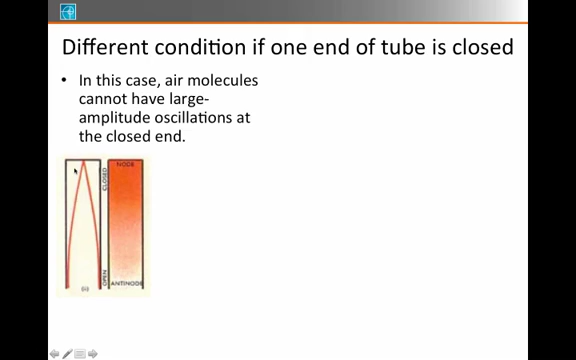 Different condition if one end of tube is closed
• In this case, air molecules
cannot have large-
amplitude oscillations at
the closed end.
CLOSED
NODE
OPEN
ANTINODE